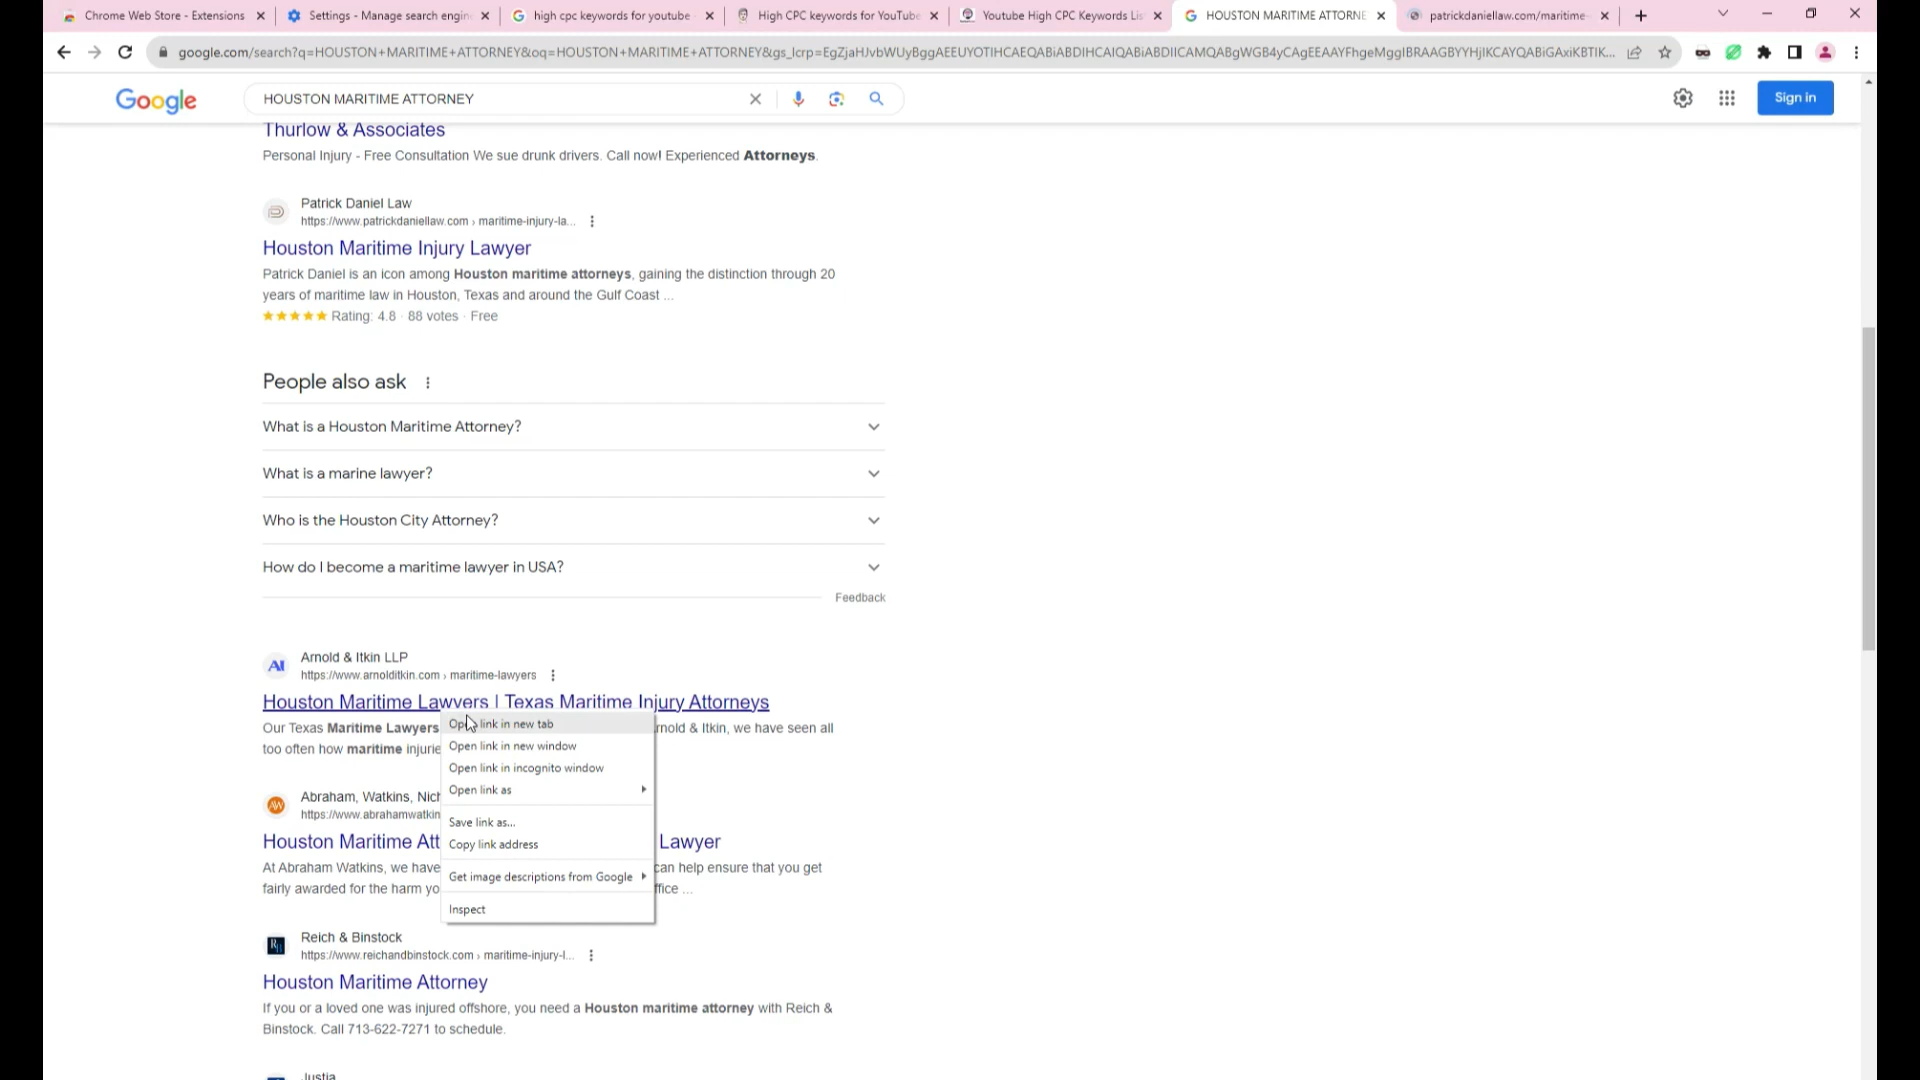 Chrome Web Store - Extensions
Settings - Manage search engin
high cpc keywords for youtube
High CPC keywords for YouTube
Youtube High CPC Keywords Lis
HOUSTON MARITIME ATTORNE
patrickdaniellaw.com/maritime-
google.com/search?q=HOUSTON+MARITIME+ATTORNEY&oq=HOUSTON+MARITIME+ATTORNEY&gs_lcrp=EgZjaHJvbWUyBggAEEUYOTIHCAEQABiABDIHCAIQABiABDIICAMQABgWGB4yCAgEEAAYFhgeMggIBRAAGBYYHjIKCAYQABiGAxiKBTIK...
Google
HOUSTON MARITIME ATTORNEY
Sign in
Thurlow & Associates
Personal Injury - Free Consultation We sue drunk drivers. Call now! Experienced Attorneys.
Patrick Daniel Law
https://www.patrickdaniellaw.com › maritime-injury-la...
Houston Maritime Injury Lawyer
Patrick Daniel is an icon among Houston maritime attorneys, gaining the distinction through 20
years of maritime law in Houston, Texas and around the Gulf Coast ...
Rating: 4.8 · 88 votes · Free
People also ask
What is a Houston Maritime Attorney?
What is a marine lawyer?
Who is the Houston City Attorney?
How do I become a maritime lawyer in USA?
Feedback
AI
Arnold & Itkin LLP
https://www.arnolditkin.com › maritime-lawyers
Houston Maritime Lawyers | Texas Maritime Injury Attorneys
Our Texas Maritime Lawyers
rnold & Itkin, we have seen all
too often how maritime injurie
Open link in new tab
Open link in new window
Open link in incognito window
Open link as
Save link as...
Copy link address
Get image descriptions from Google
Inspect
AW
Abraham, Watkins, Nich
https://www.abrahamwatkin
Houston Maritime Att
Lawyer
At Abraham Watkins, we have
can help ensure that you get
fairly awarded for the harm yo
ffice ...
Reich & Binstock
https://www.reichandbinstock.com › maritime-injury-l...
Houston Maritime Attorney
If you or a loved one was injured offshore, you need a Houston maritime attorney with Reich &
Binstock. Call 713-622-7271 to schedule.
Justia